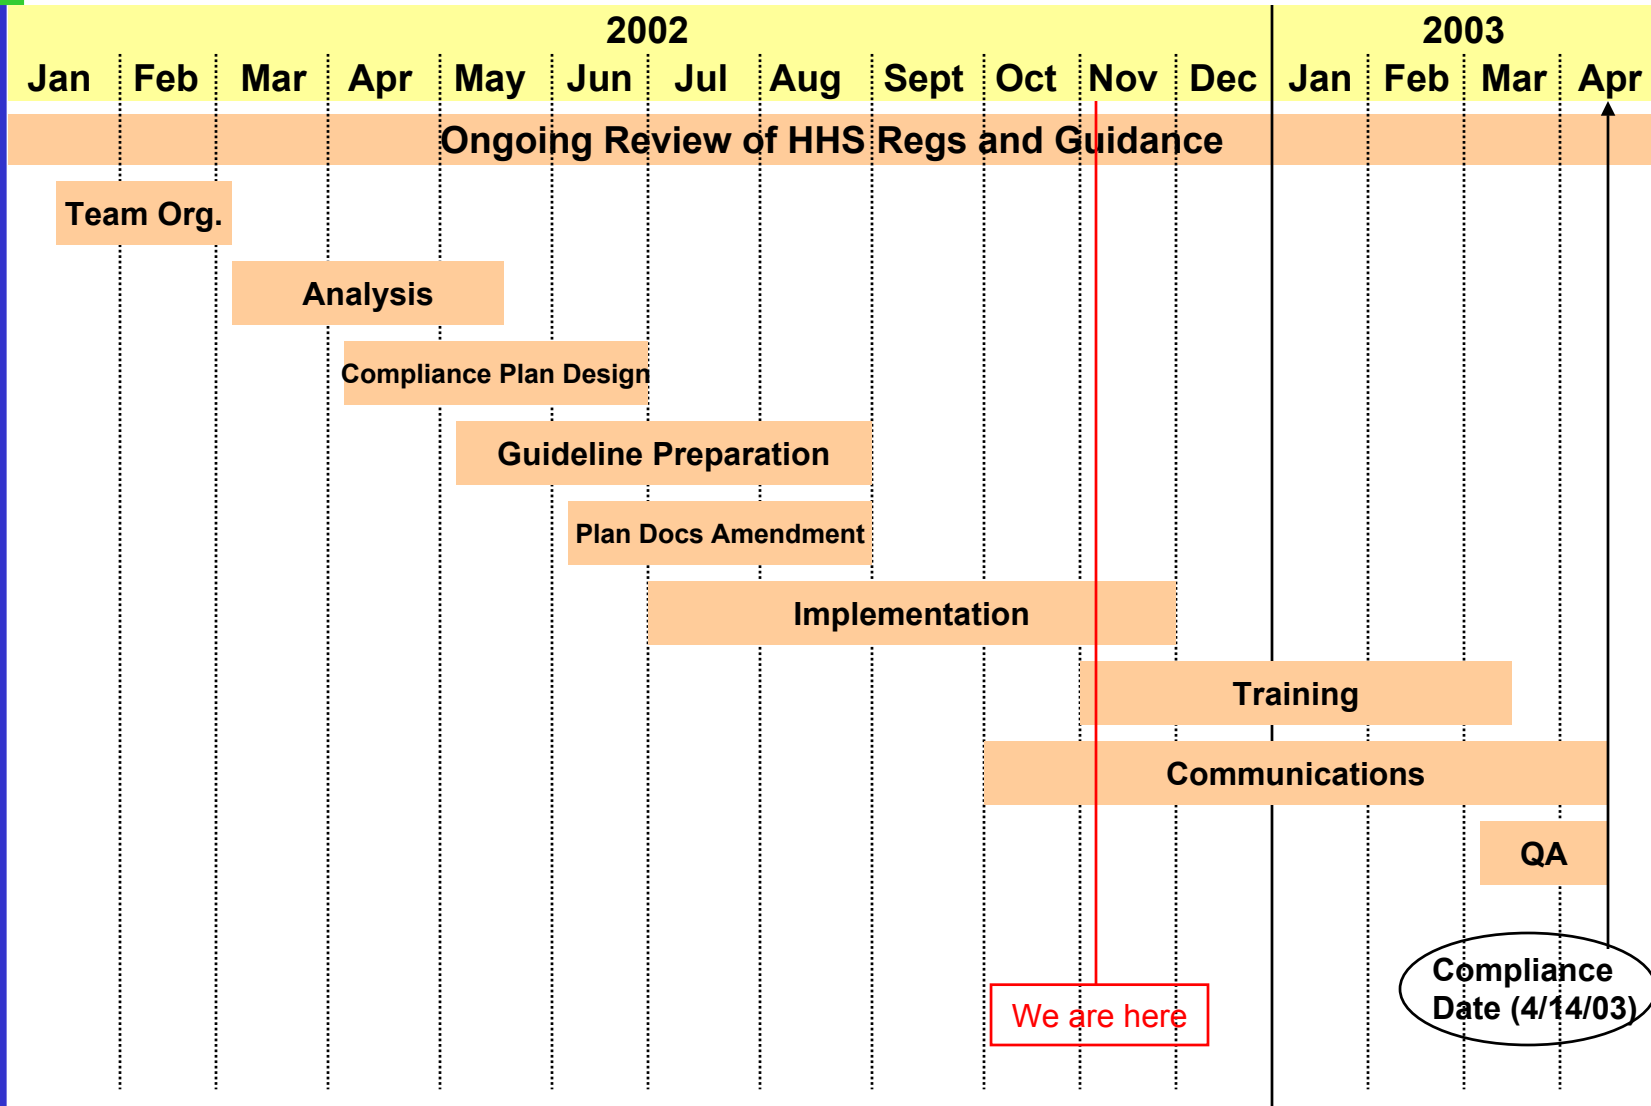 2002 2003
Jan Feb Mar Apr May Jun Jul Aug Sept Oct Nov Dec Jan Feb Mar Apr
Ongoing Review of HHS Regs and Guidance
Team Org.
Analysis
Compliance Plan Design
Guideline Preparation
Plan Docs Amendment
Implementation
Training
Communications
QA
Compliance
Date (4/14/03)
We are here